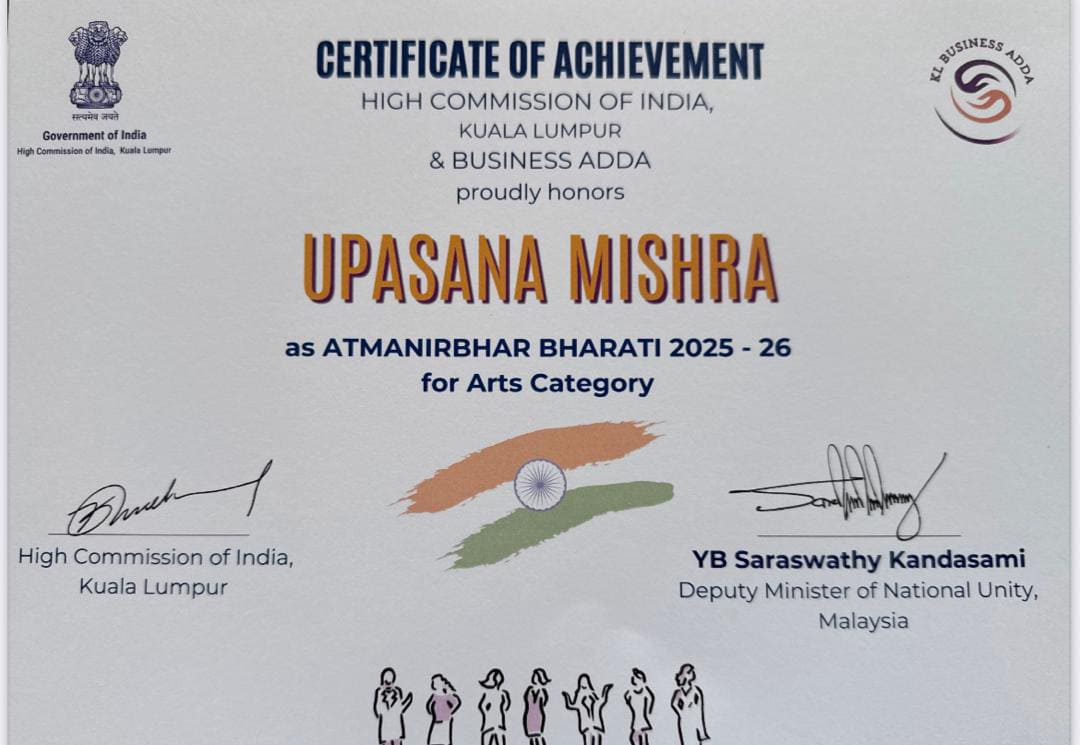 सत्यमेव जयते
Government of India
High Commission of India, Kuala Lumpur
CERTIFICATE OF ACHIEVEMENT
HIGH COMMISSION OF INDIA,
KUALA LUMPUR
& BUSINESS ADDA
proudly honors
KL BUSINESS ADDA
UPASANA MISHRA
as ATMANIRBHAR BHARATI 2025 - 26
for Arts Category
High Commission of India,
Kuala Lumpur
YB Saraswathy Kandasami
Deputy Minister of National Unity,
Malaysia